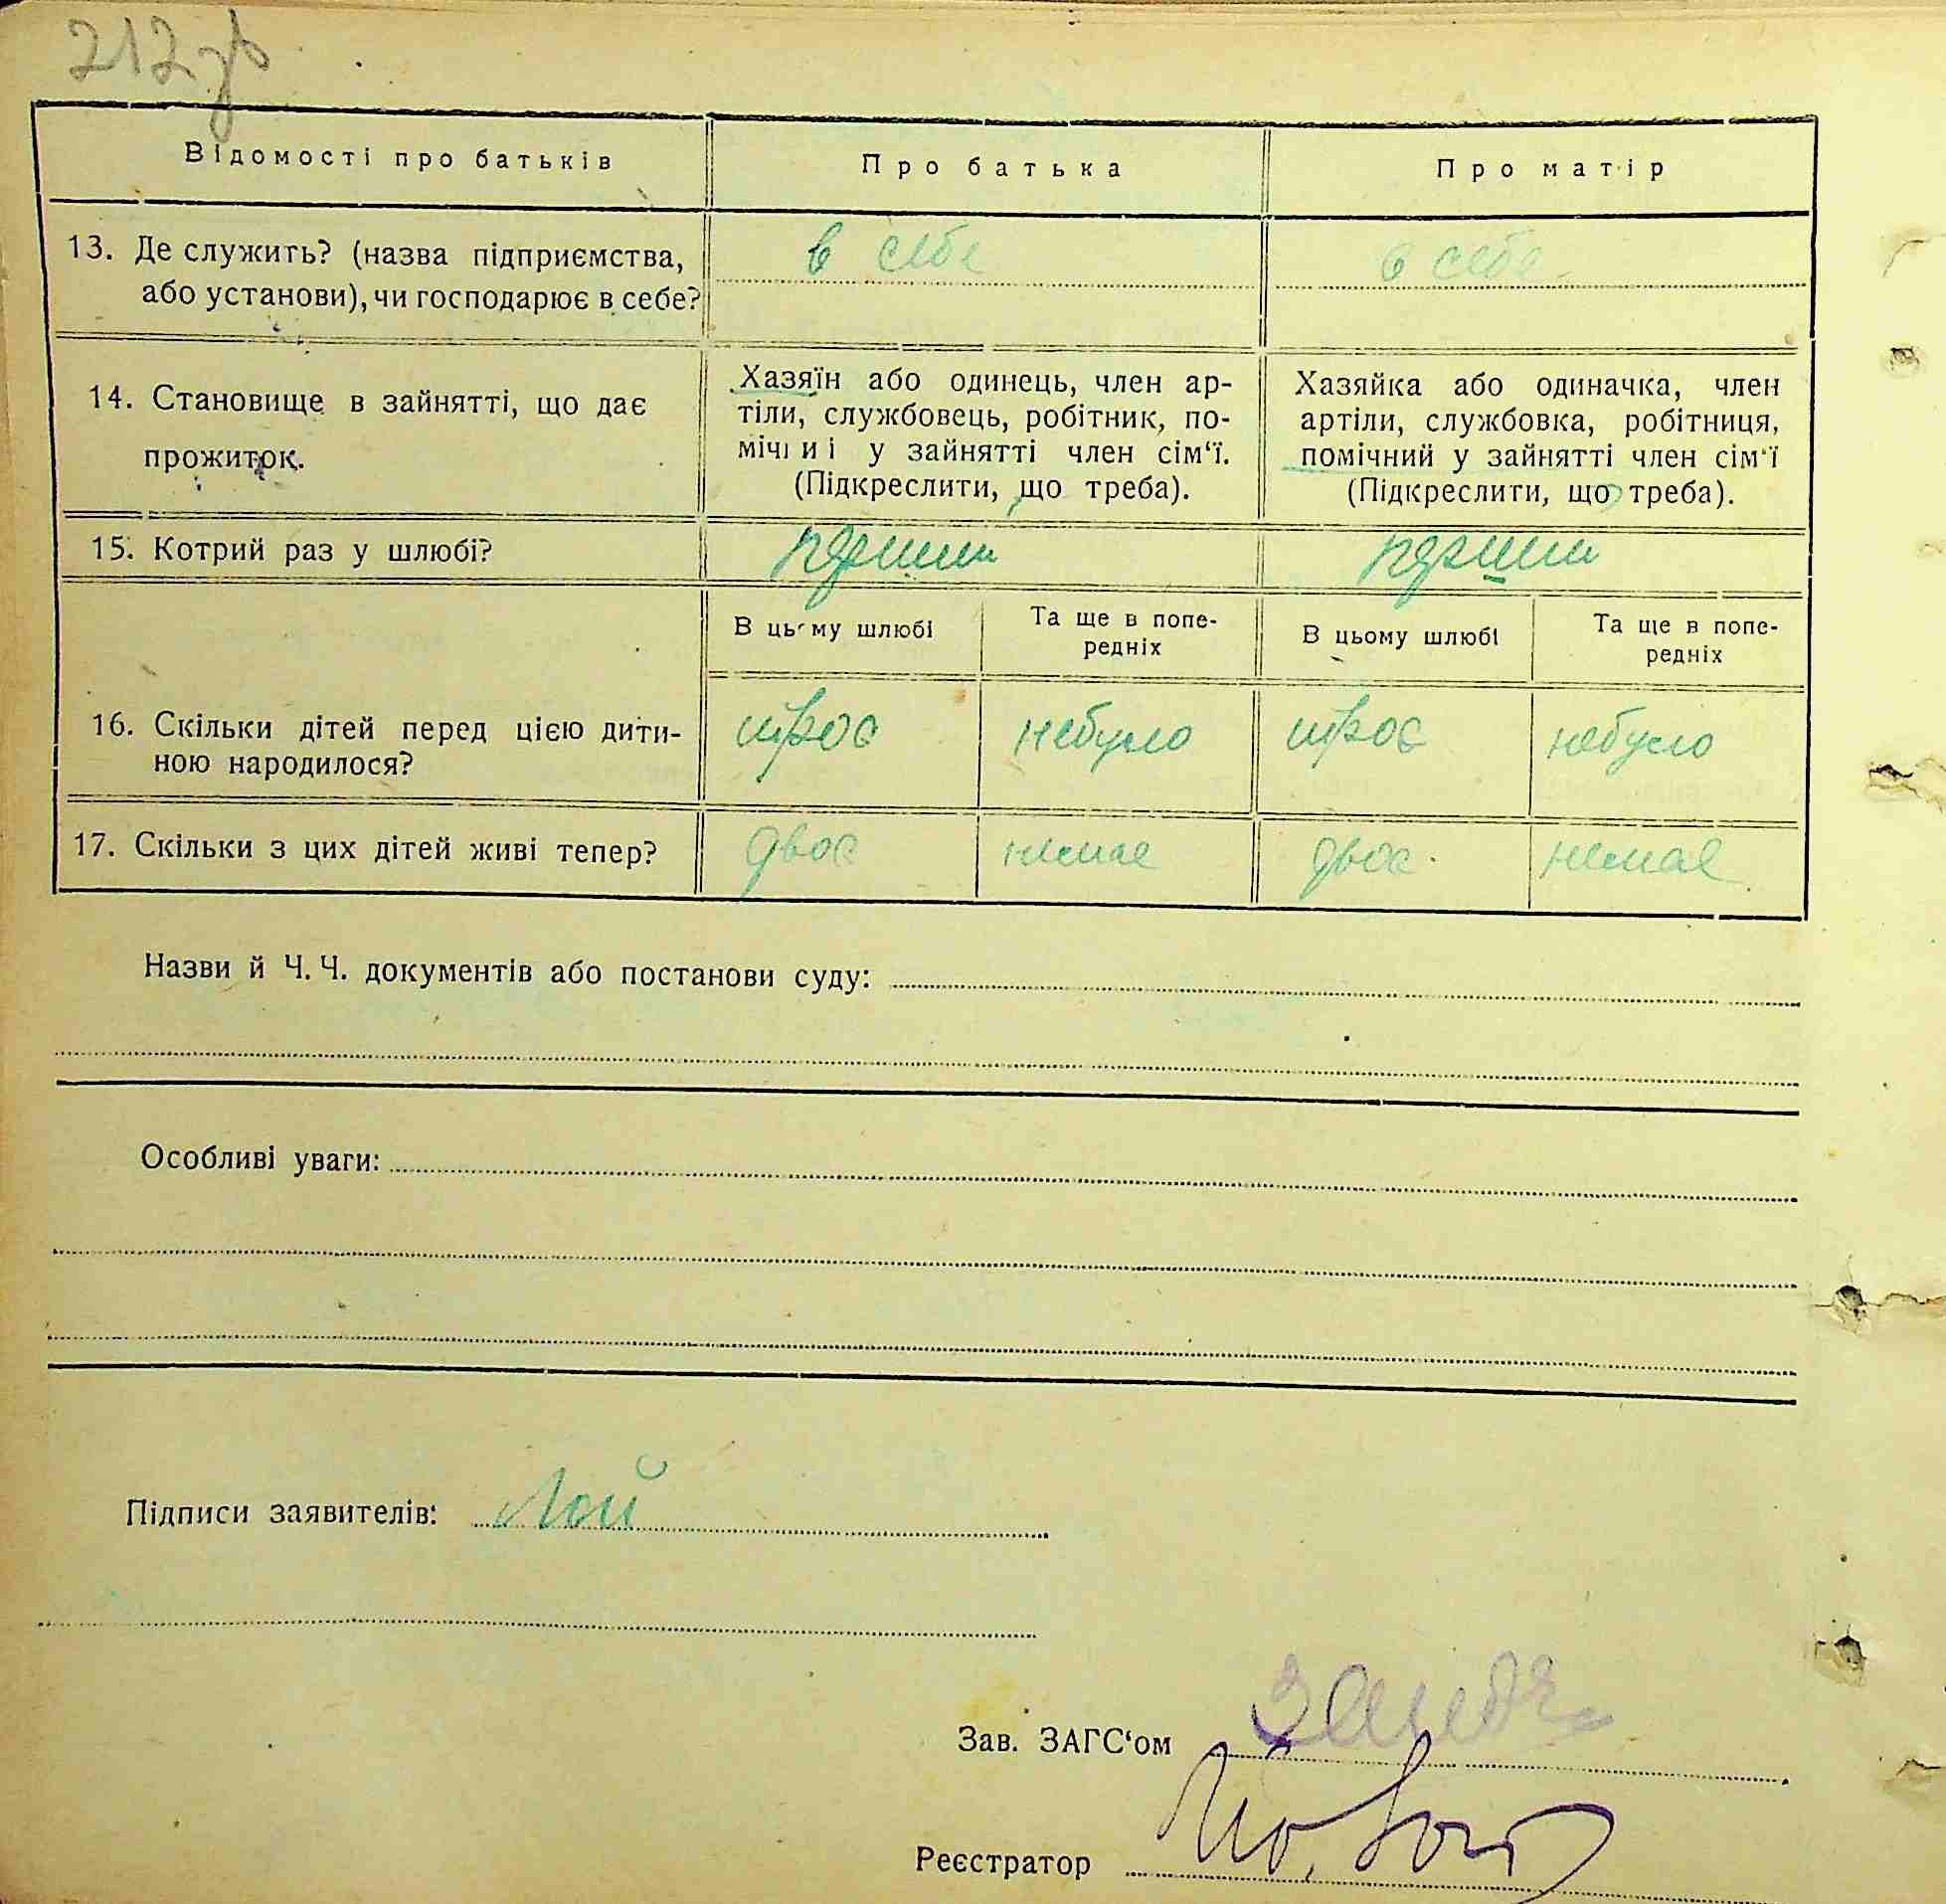 212 зв
Відомості про батьків
Про батька
Про матір
13. Де служить? (назва підприємства,
або установи), чи господарює в себе?
в себе
в себе
14. Становище в зайнятті, що дає
прожиток.
Хазяїн або одинець, член ар-
тіли, службовець, робітник, по-
мічн и і у зайнятті член сім‘ї.
(Підкреслити, що треба).
Хазяйка або одиначка, член
артіли, службовка, робітниця,
помічний у зайнятті член сім‘ї
(Підкреслити, що треба).
15. Котрий раз у шлюбі?
перший
перший
В цьому шлюбі
Та ще в попе-
редніх
В цьому шлюбі
Та ще в попе-
редніх
16. Скільки дітей перед цією дити-
ною народилося?
троє
небуло
троє
небуло
17. Скільки з цих дітей живі тепер?
двоє
немає
двоє
немає
Назви й Ч. Ч. документів або постанови суду:
Особливі уваги:
Підписи заявителів: Лой
Зав. ЗАГС‘ом
Реєстратор